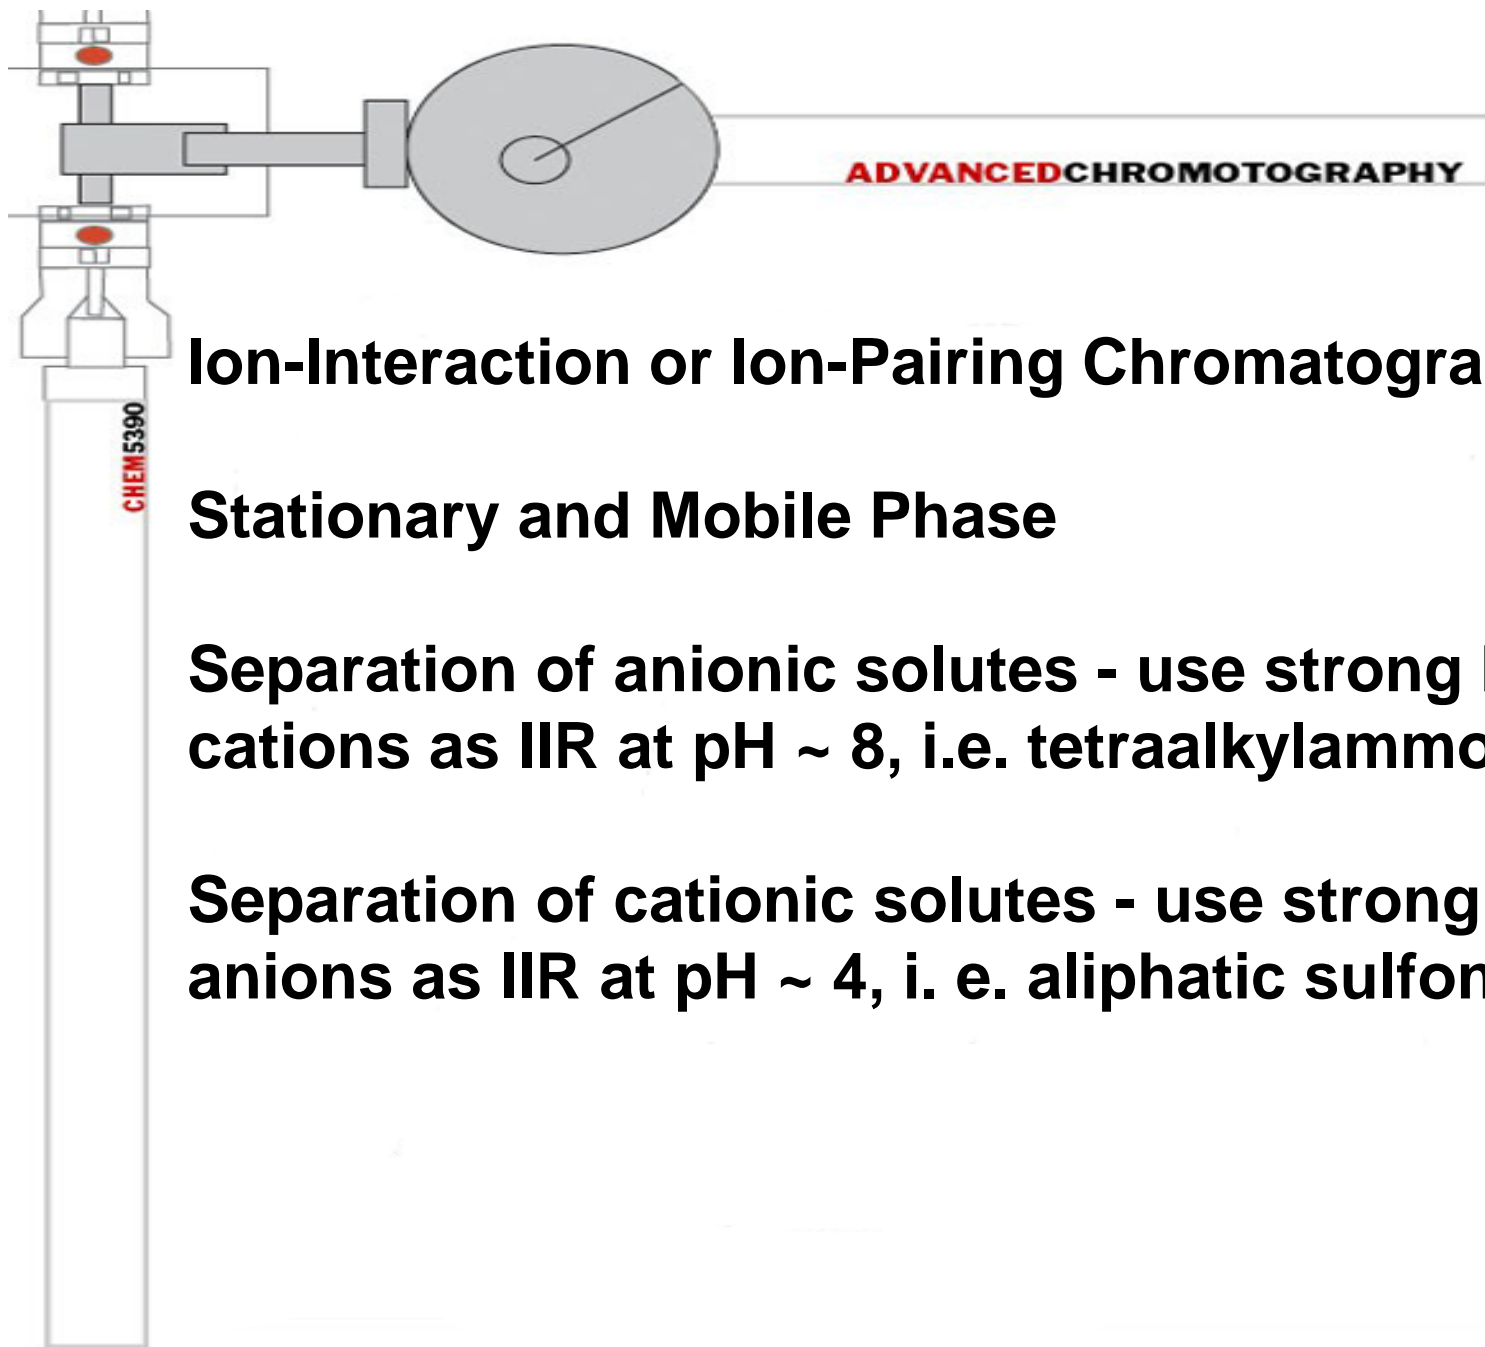 ADVANCEDCHROMOTOGRAPHY
CHEM5390
Ion-Interaction or Ion-Pairing Chromatogra
Stationary and Mobile Phase
Separation of anionic solutes - use strong
cations as IIR at pH ~ 8, i.e. tetraalkylammo
Separation of cationic solutes - use strong
anions as IIR at pH ~ 4, i. e. aliphatic sulfon